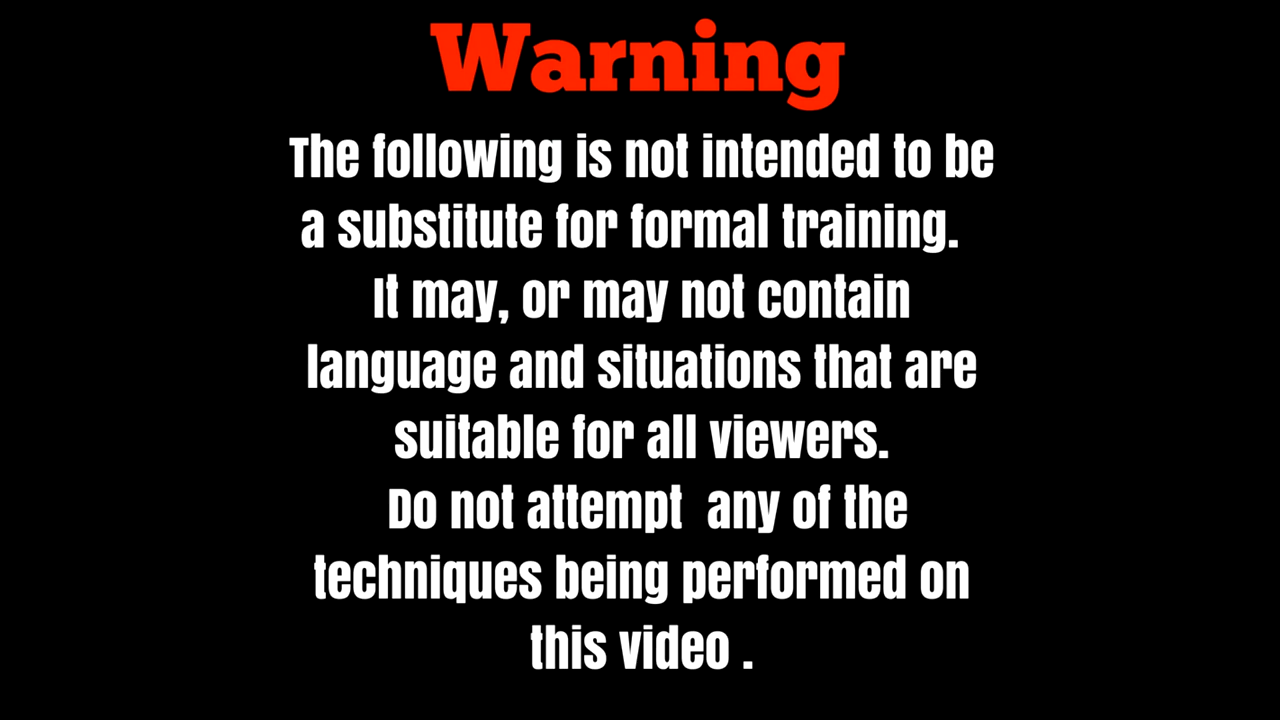 Warning
The following is not intended to be
a substitute for formal training.
It may, or may not contain
language and situations that are
suitable for all viewers.
Do not attempt  any of the
techniques being performed on
this video .